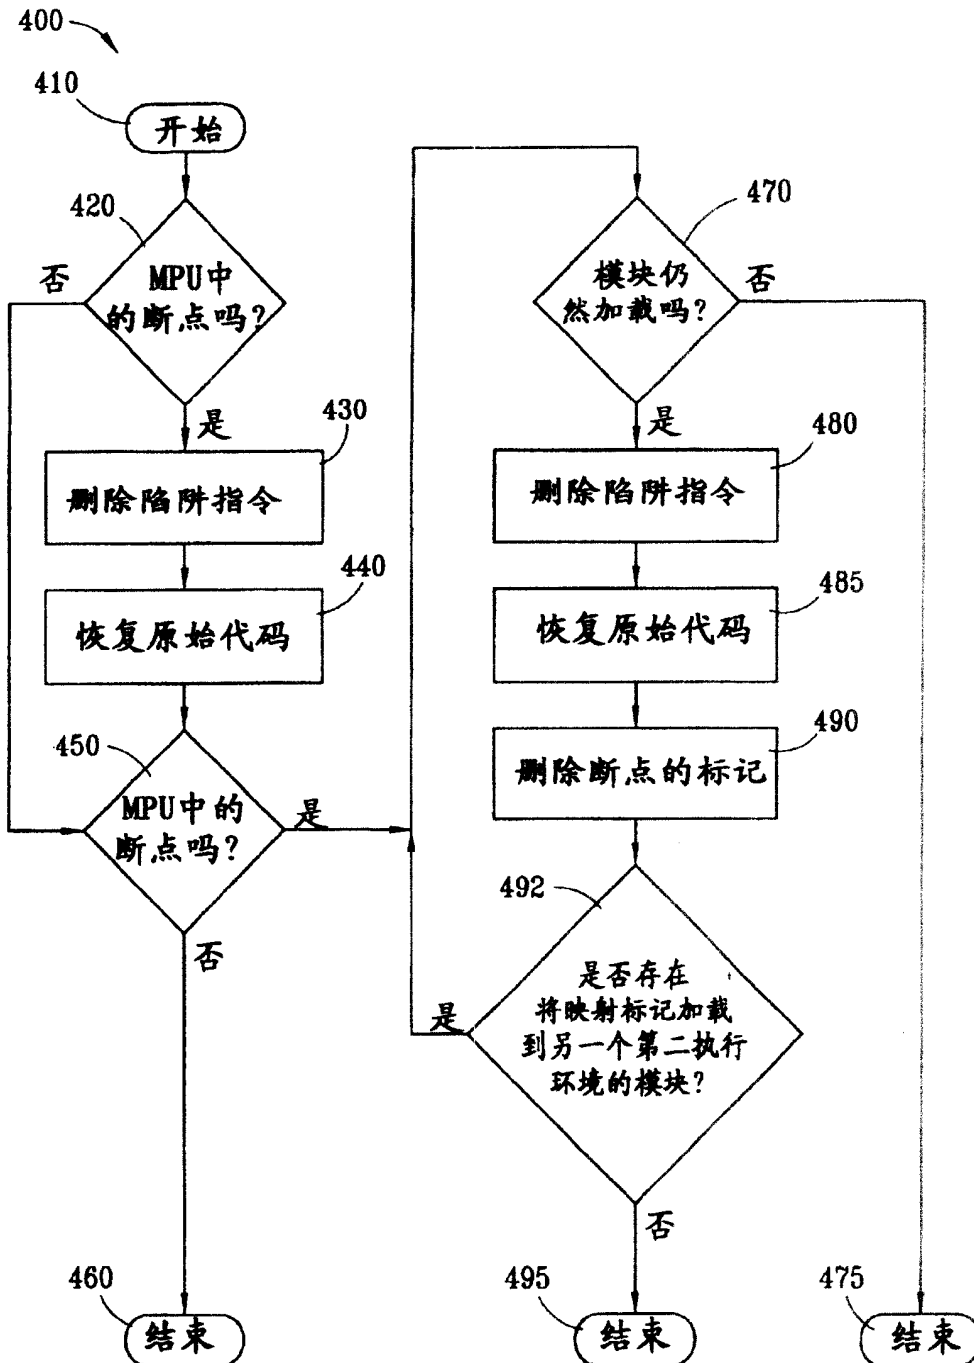 400
410
开始
420
否
MPU中
的断点吗?
是
430
删除陷阱指令
440
恢复原始代码
450
MPU中的
断点吗?
是
否
460
结束
470
模块仍
然加载吗?
否
是
480
删除陷阱指令
485
恢复原始代码
490
删除断点的标记
492
是否存在
将映射标记加载
到另一个第二执行
环境的模块?
是
否
495
结束
475
结束